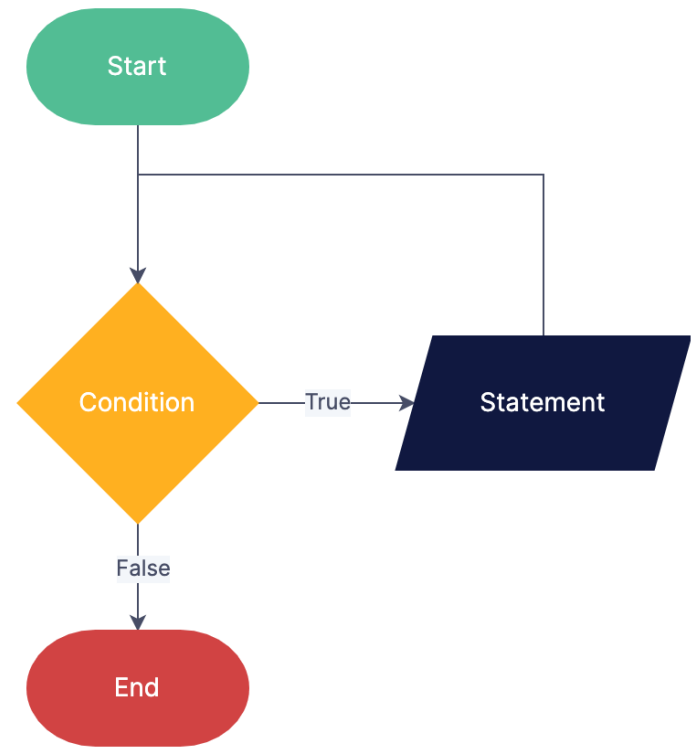 Start
Condition
True
Statement
False
End